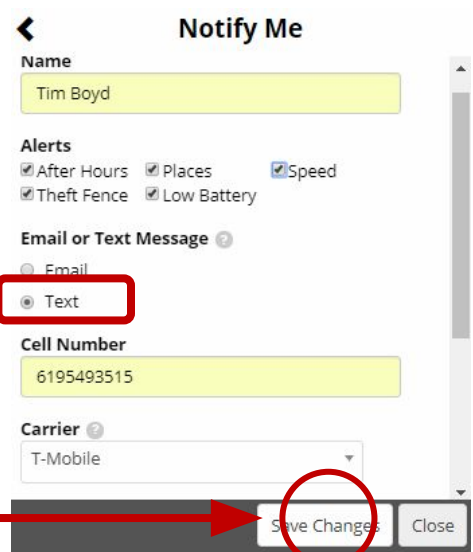 Notify Me
Name
Tim Boyd
Alerts
After Hours Places Speed
Theft Fence Low Battery
Email or Text Message ?
Email
Text
Cell Number
6195493515
Carrier ?
T-Mobile
Save Changes Close